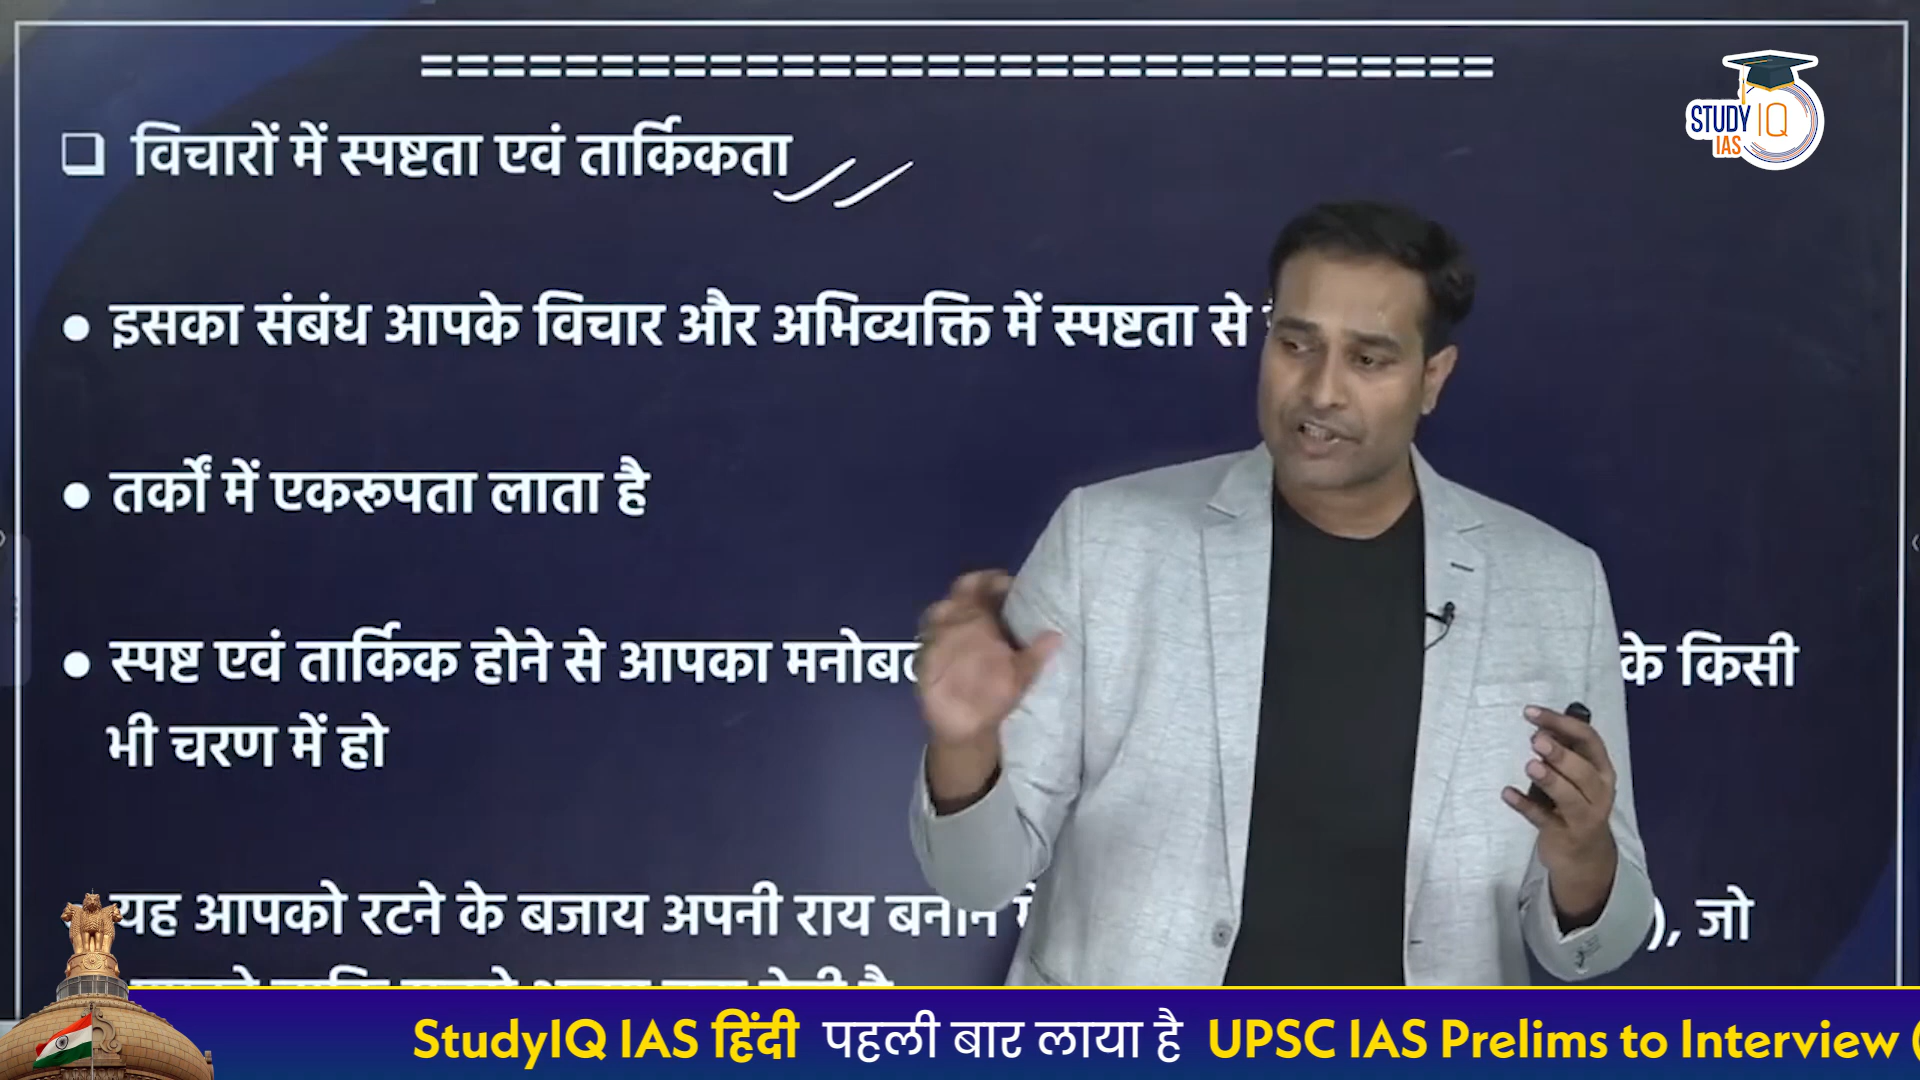 ==============================
STUDY IQ
IAS
❑ विचारों में स्पष्टता एवं तार्किकता
• इसका संबंध आपके विचार और अभिव्यक्ति में स्पष्टता से
• तर्कों में एकरूपता लाता है
• स्पष्ट एवं तार्किक होने से आपका के किसी
भी चरण में हो
यह आपको रटने के बजाय अपनी राय बनाने ), जो
StudyIQ IAS हिंदी पहली बार लाया है UPSC IAS Prelims to Interview (